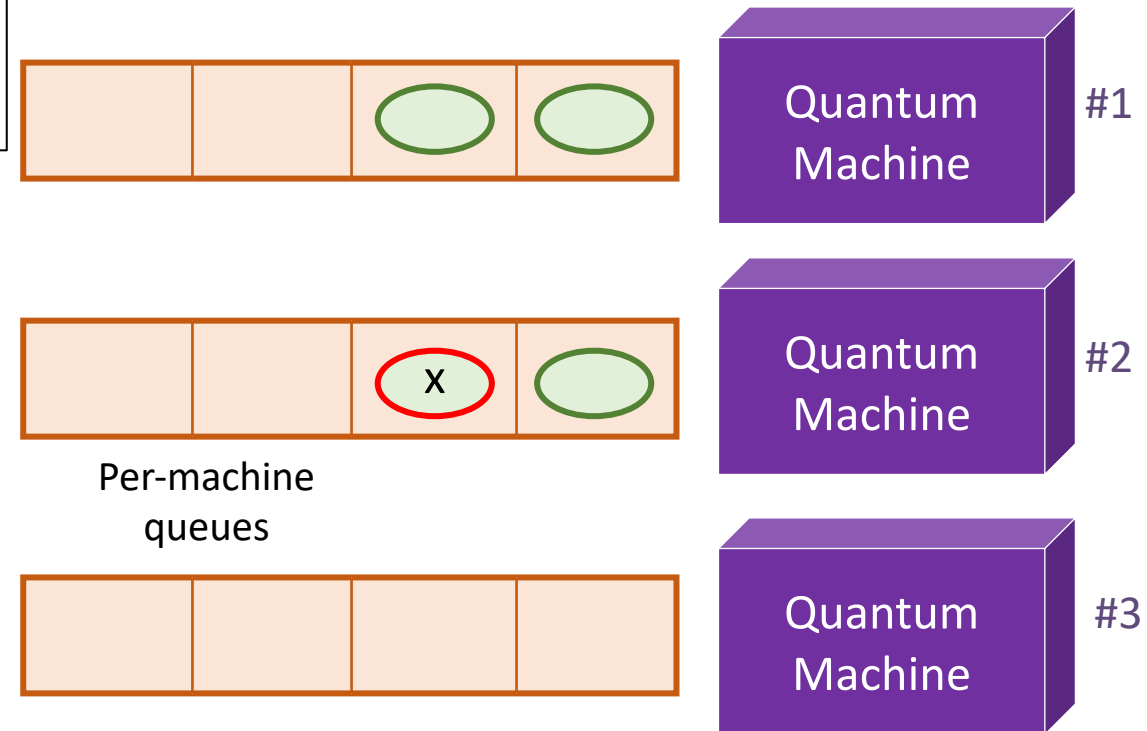 Quantum
Machine
#1
x
Quantum
Machine
#2
Per-machine
queues
Quantum
Machine
#3